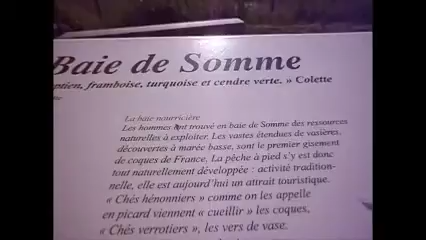 Baie de Somme
ptien, framboise, turquoise et cendre verte. » Colette
La baie nourricière
Les hommes ont trouvé en baie de Somme des ressources
naturelles à exploiter. Les vastes étendues de vasières,
découvertes à marée basse, sont le premier gisement
de coques de France. La pêche à pied s'y est donc
tout naturellement développée : activité tradition-
nelle, elle est aujourd'hui un attrait touristique.
« Chés hénonniers » comme on les appelle
en picard viennent « cueillir » les coques,
« Chés verrotiers », les vers de vase.